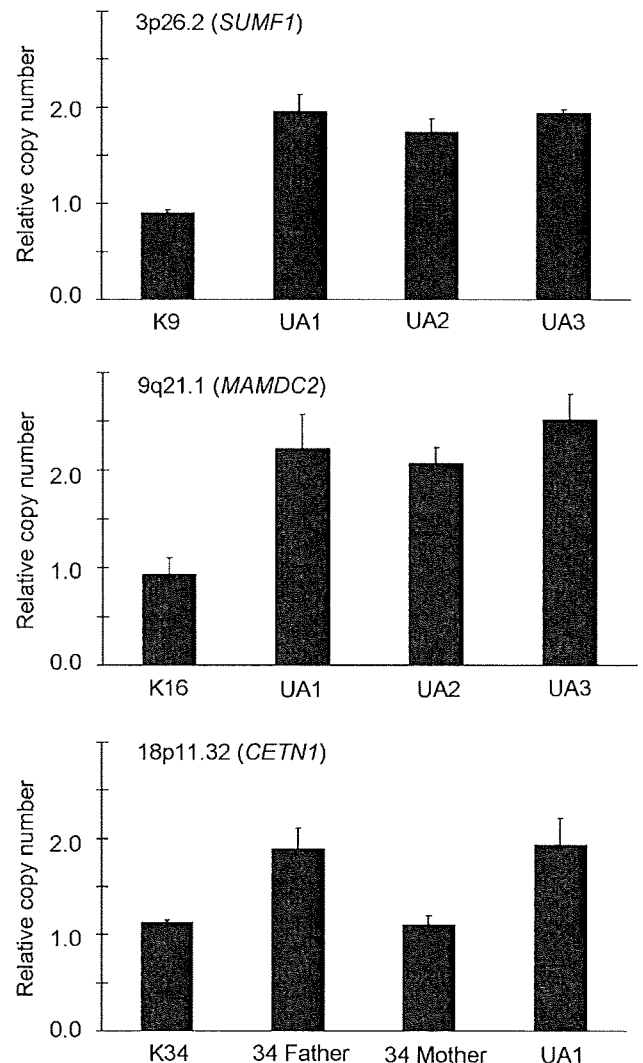 3p26.2 (SUMF1)
Relative copy number
2.0
1.0
0.0
K9 UA1 UA2 UA3
9q21.1 (MAMDC2)
Relative copy number
2.0
1.0
0.0
K16 UA1 UA2 UA3
18p11.32 (CETN1)
Relative copy number
2.0
1.0
0.0
K34 34 Father 34 Mother UA1